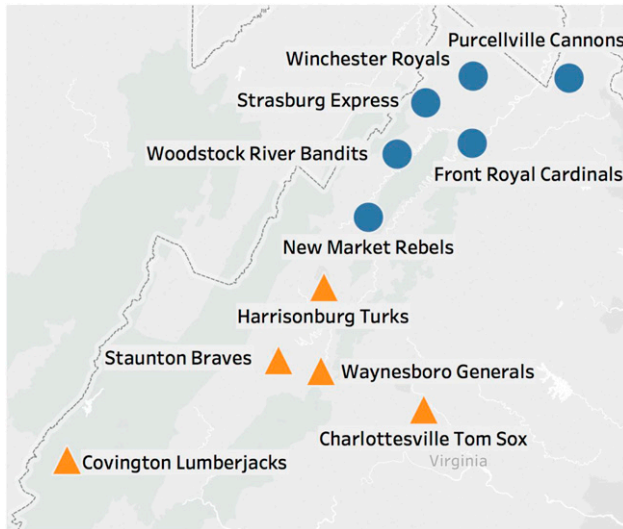 Purcellville Cannons
Winchester Royals
Strasburg Express
Woodstock River Bandits
Front Royal Cardinals
New Market Rebels
Harrisonburg Turks
Staunton Braves
Waynesboro Generals
Charlottesville Tom Sox
Virginia
Covington Lumberjacks